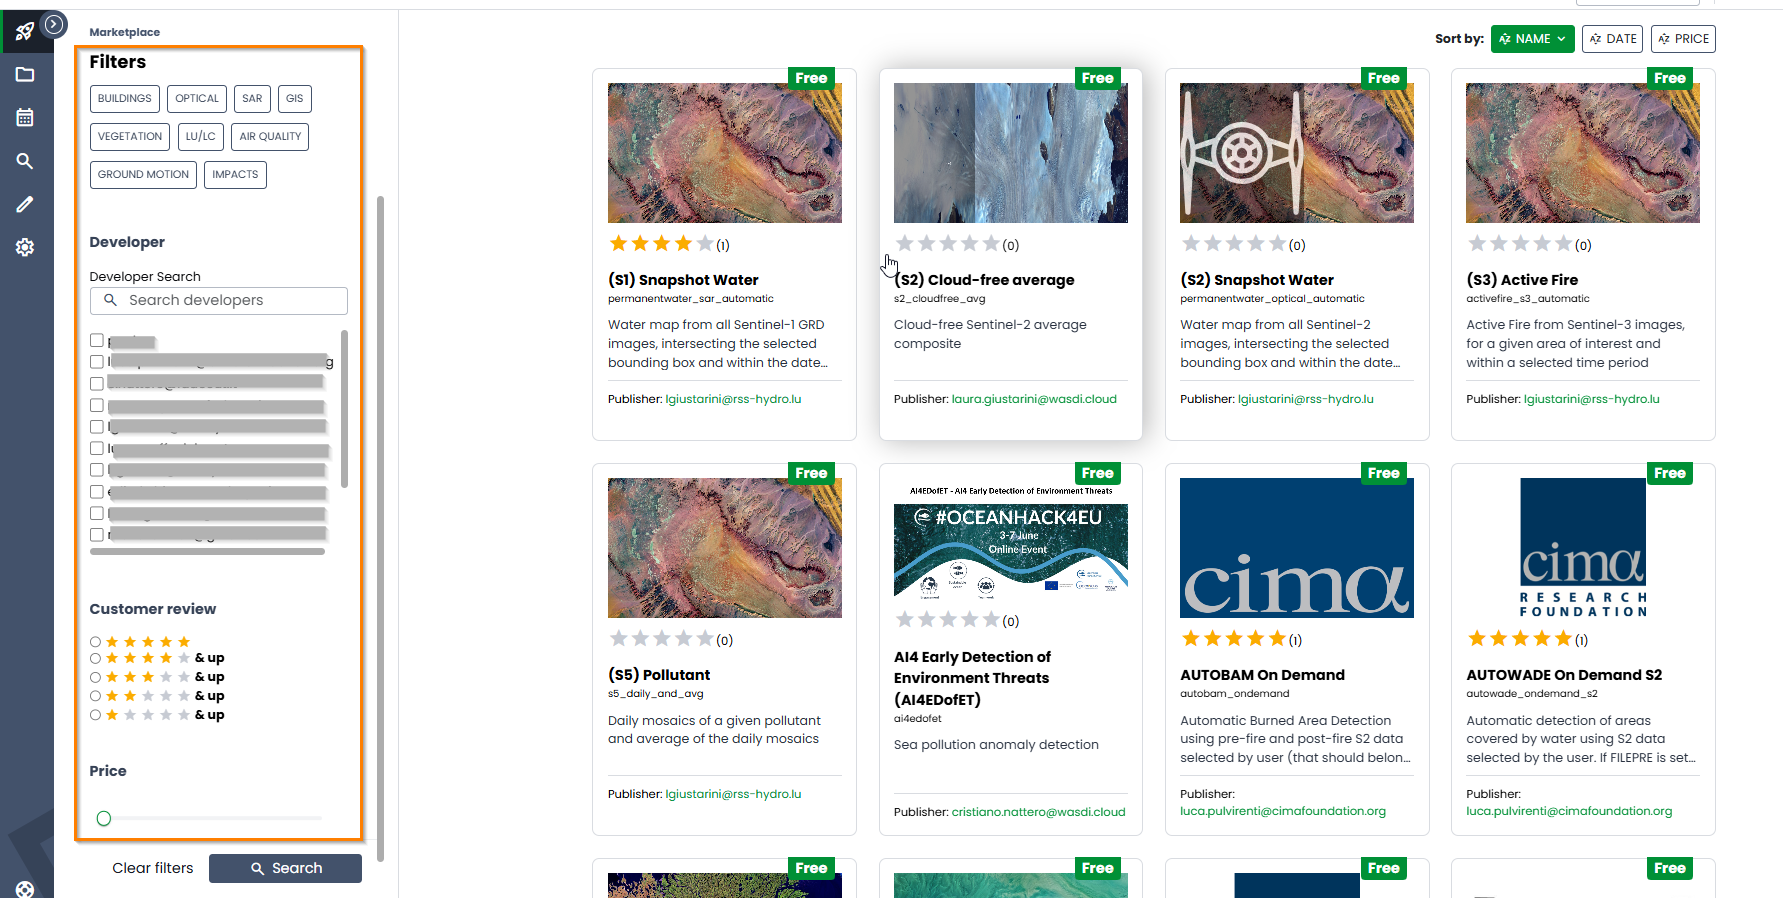 Marketplace
Filters
BUILDINGS OPTICAL SAR GIS
VEGETATION LU/LC AIR QUALITY
GROUND MOTION IMPACTS
Developer
Developer Search
Search developers
Customer review
& up
& up
& up
& up
Price
Clear filters
Search
Sort by: NAME DATE PRICE
Free
(1)
(S1) Snapshot Water
permanentwater_sar_automatic
Water map from all Sentinel-1 GRD
images, intersecting the selected
bounding box and within the date...
Publisher: lgiustarini@rss-hydro.lu
Free
(0)
(S2) Cloud-free average
s2_cloudfree_avg
Cloud-free Sentinel-2 average
composite
Publisher: laura.giustarini@wasdi.cloud
Free
(0)
(S2) Snapshot Water
permanentwater_optical_automatic
Water map from all Sentinel-2
images, intersecting the selected
bounding box and within the date...
Publisher: lgiustarini@rss-hydro.lu
Free
(0)
(S3) Active Fire
activefire_s3_automatic
Active Fire from Sentinel-3 images,
for a given area of interest and
within a selected time period
Publisher: lgiustarini@rss-hydro.lu
Free
(0)
(S5) Pollutant
s5_daily_and_avg
Daily mosaics of a given pollutant
and average of the daily mosaics
Publisher: lgiustarini@rss-hydro.lu
Free
AI4EDofET - AI4 Early Detection of Environment Threats
#OCEANHACK4EU
3-7 June
Online Event
(0)
AI4 Early Detection of
Environment Threats
(AI4EDofET)
ai4edofet
Sea pollution anomaly detection
Publisher: cristiano.nattero@wasdi.cloud
Free
cima
(1)
AUTOBAM On Demand
autobam_ondemand
Automatic Burned Area Detection
using pre-fire and post-fire S2 data
selected by user (that should belon...
Publisher:
luca.pulvirenti@cimafoundation.org
Free
cima
RESEARCH
FOUNDATION
(1)
AUTOWADE On Demand S2
autowade_ondemand_s2
Automatic detection of areas
covered by water using S2 data
selected by the user. If FILEPRE is set...
Publisher:
luca.pulvirenti@cimafoundation.org
Free
Free
Free
Free